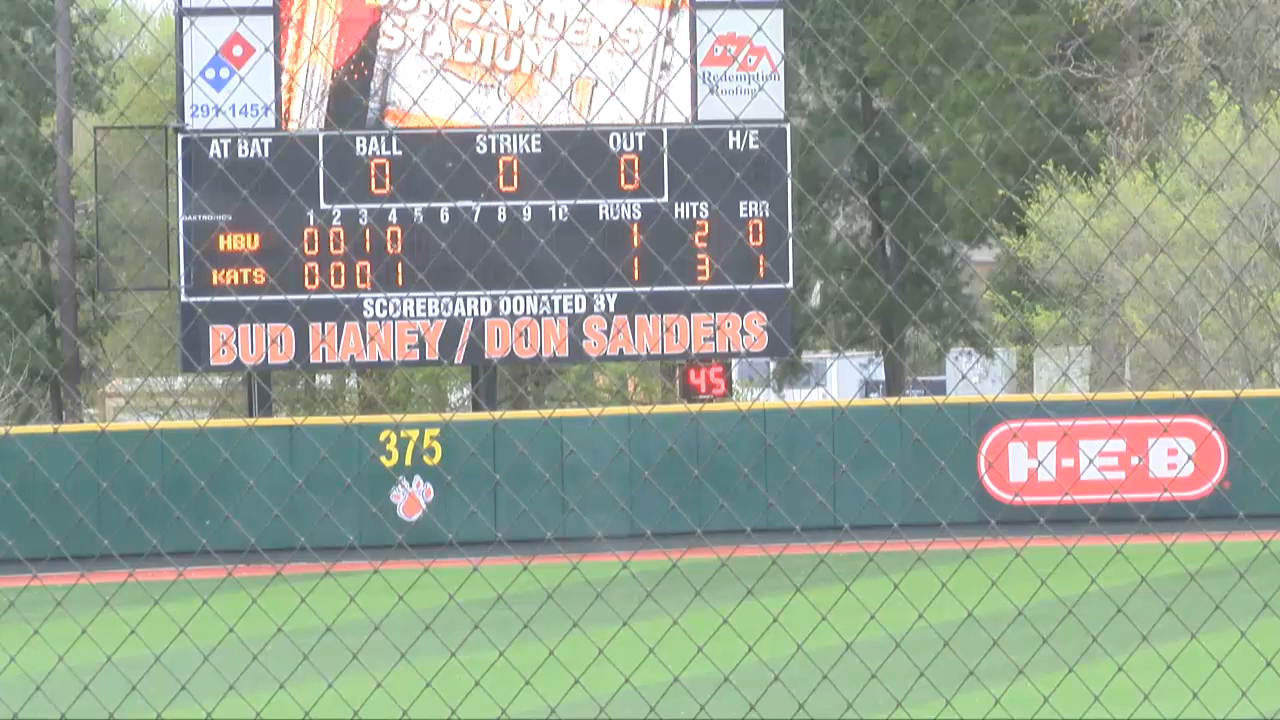 DON SANDERS
STADIUM
291-1451
Redemption
Roofing
AT BAT BALL STRIKE OUT H/E
0 0 0
DAKTRONICS 1 2 3 4 5 6 7 8 9 10 RUNS HITS ERR
HBU 0 0 1 0 1 2 0
KATS 0 0 0 1 1 3 1
SCOREBOARD DONATED BY
BUD HANEY / DON SANDERS
45
375
H-E-B